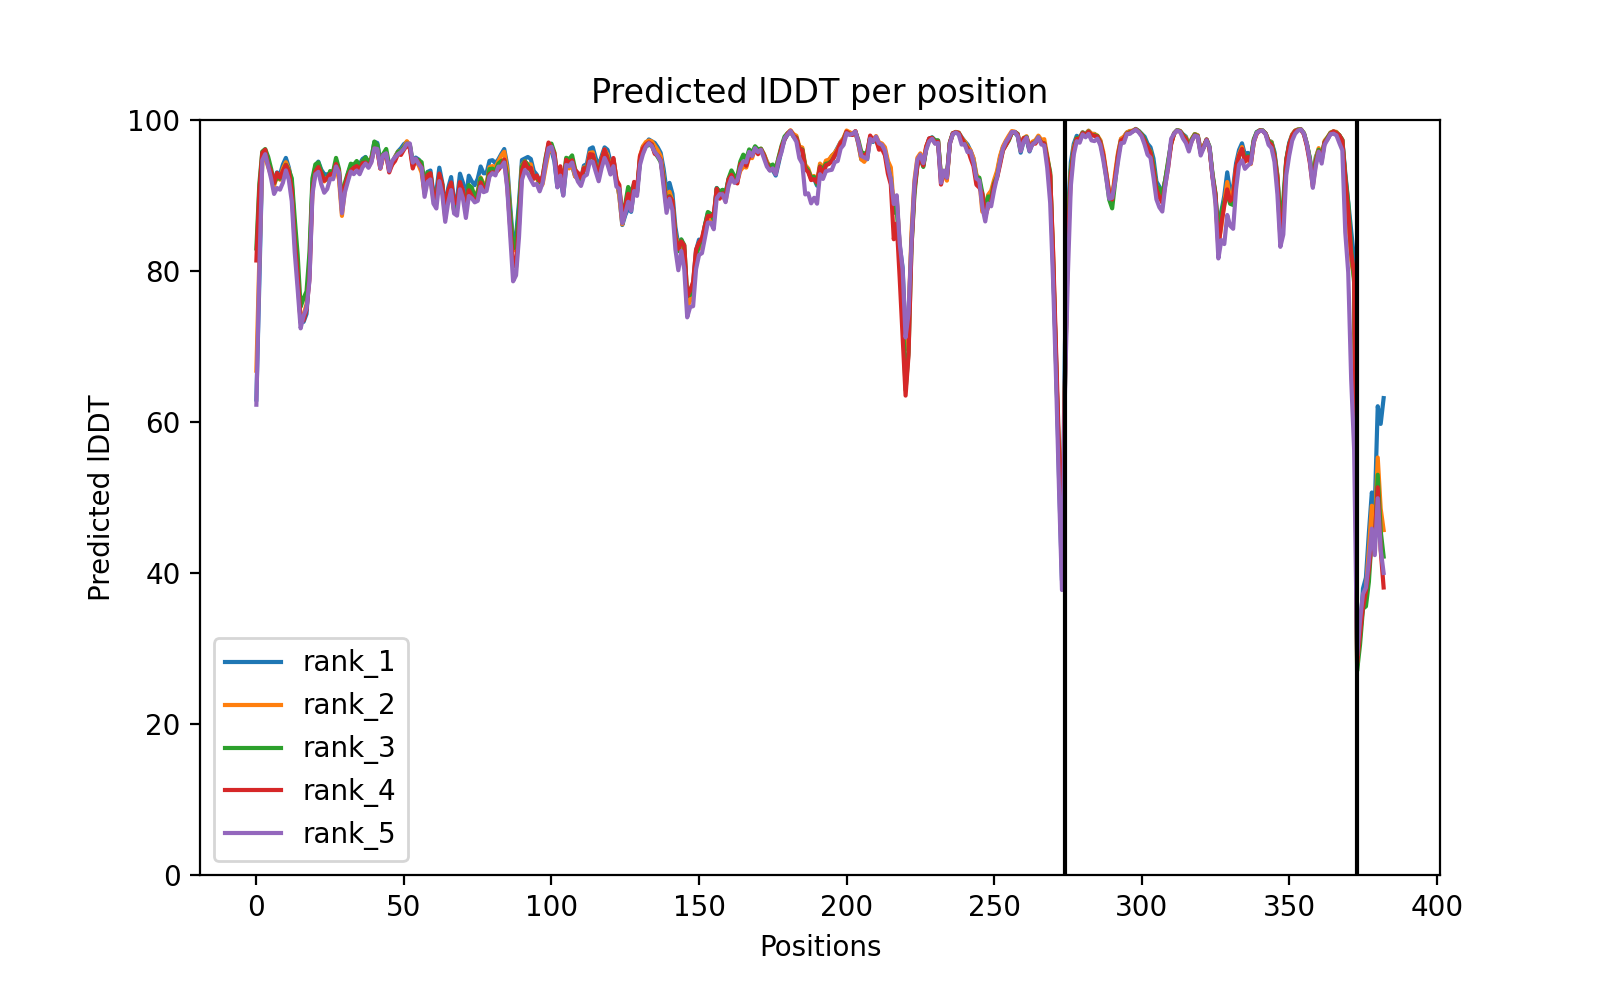 Predicted lDDT per position
100
80
60
40
20
0
Predicted lDDT
rank_1
rank_2
rank_3
rank_4
rank_5
0 50 100 150 200 250 300 350 400
Positions